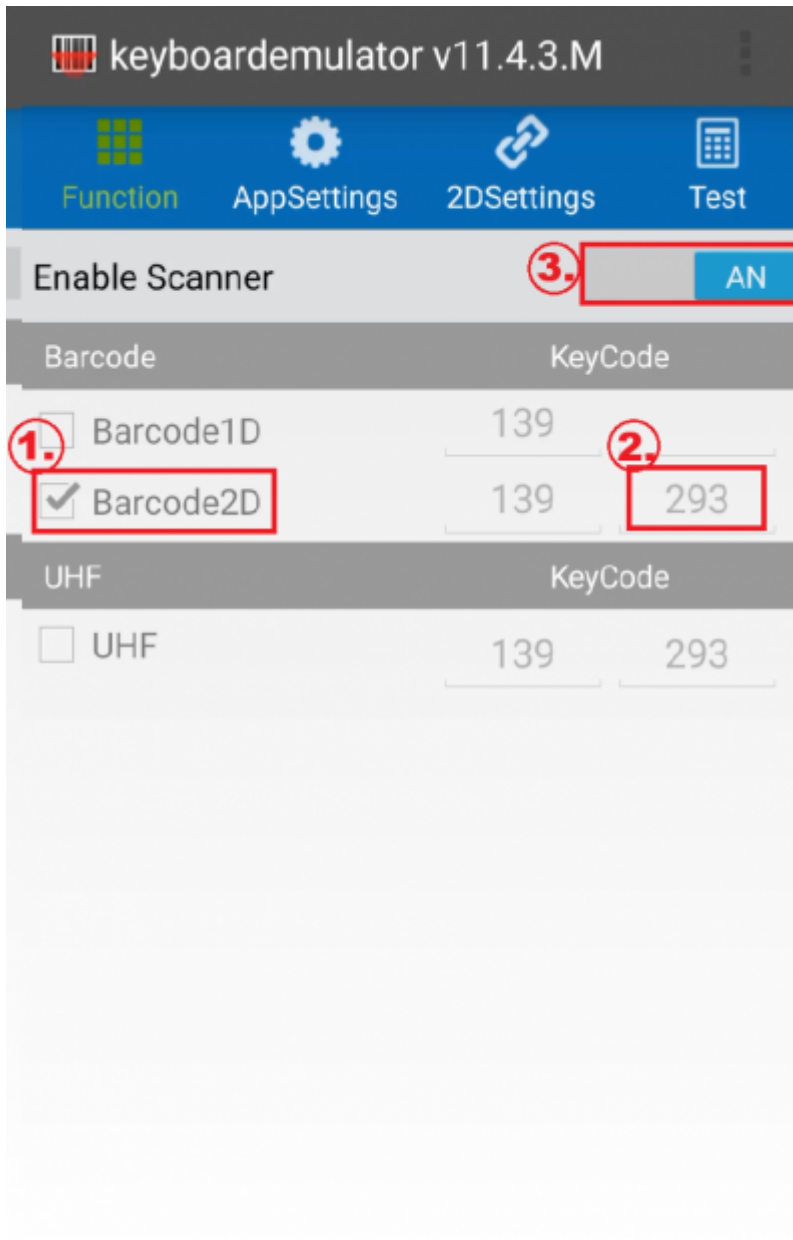 keyboardemulator v11.4.3.M
Function AppSettings 2DSettings Test
Enable Scanner 3. AN
Barcode KeyCode
Barcode1D 139
1. 2.
Barcode2D 139 293
UHF KeyCode
UHF 139 293